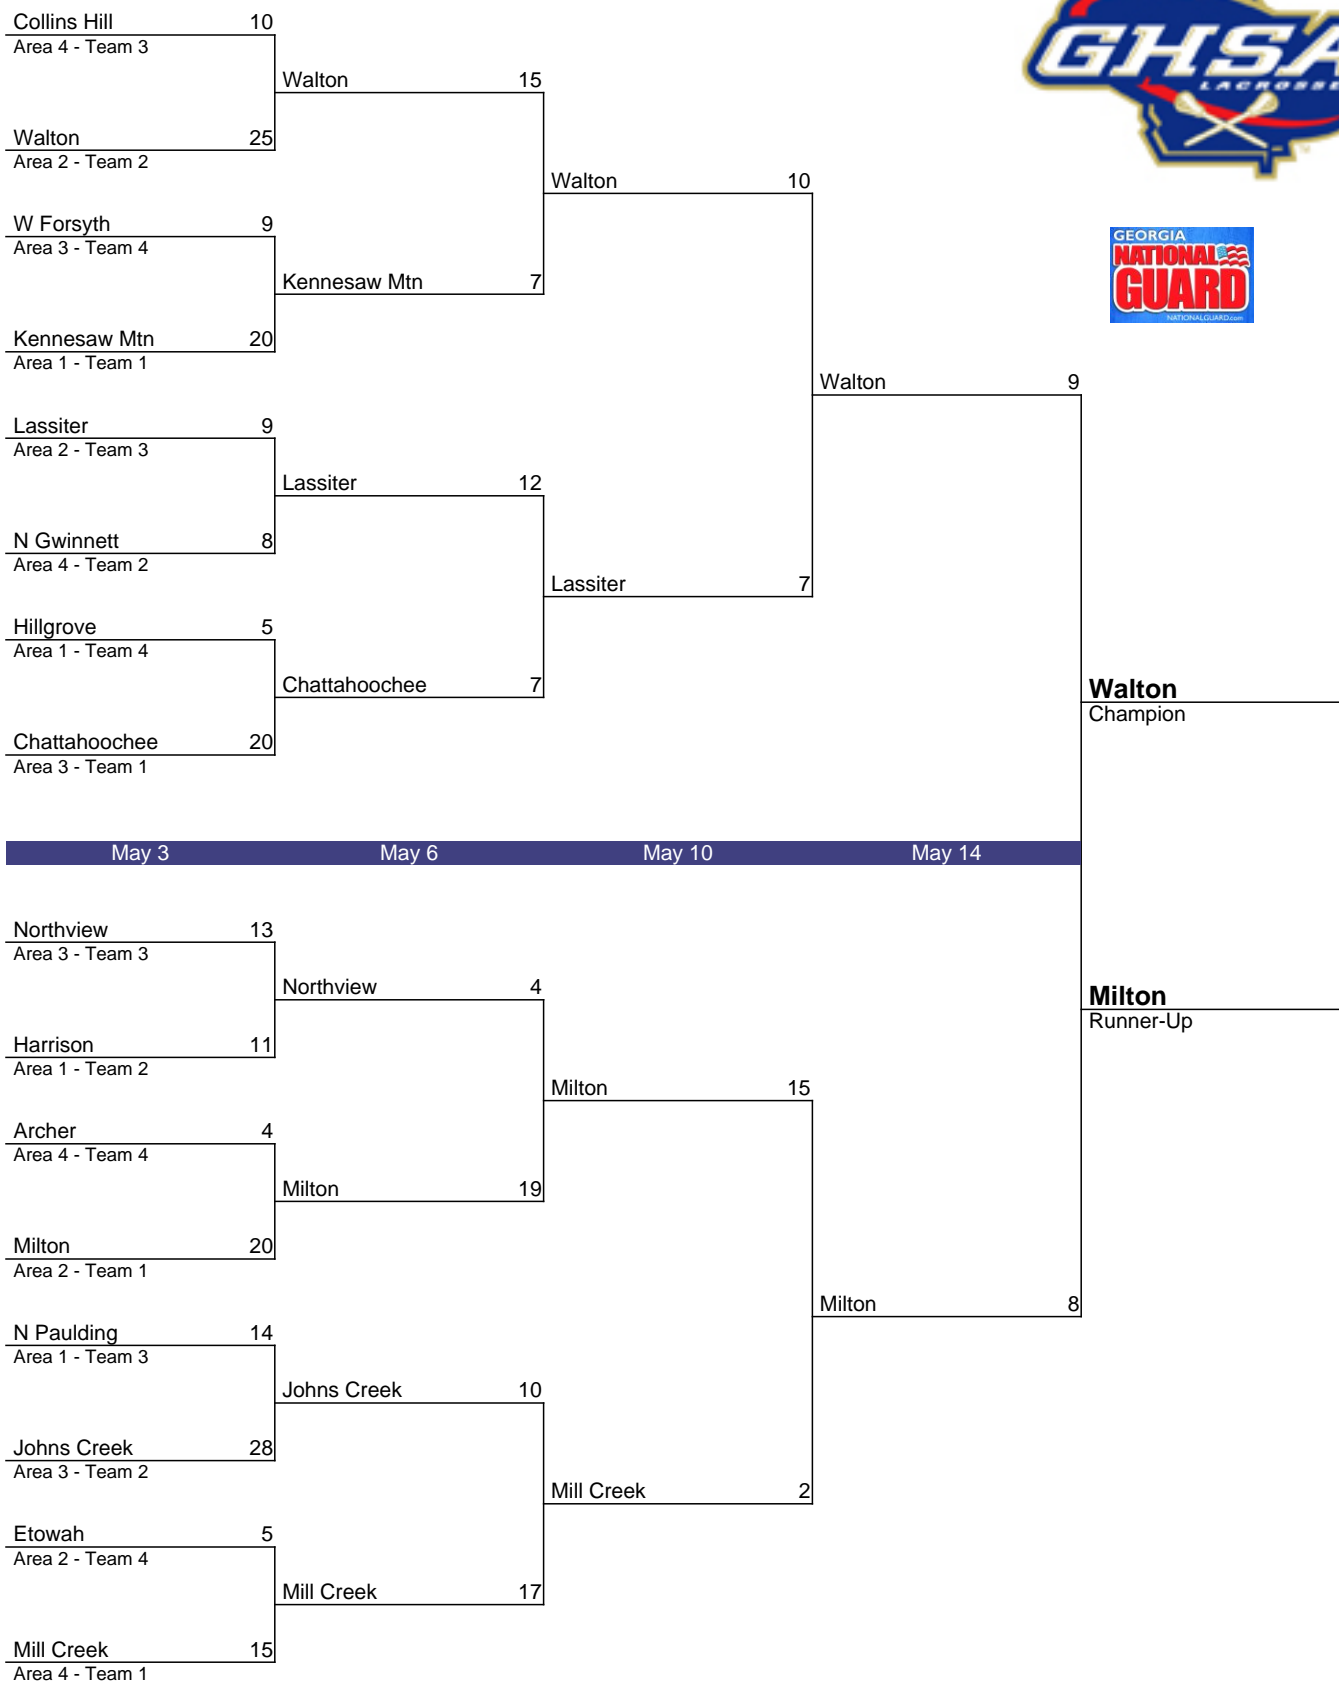 GHSA
LACROSSE
GEORGIA
NATIONAL
GUARD
NATIONALGUARD.com
Collins Hill 10
Area 4 - Team 3
Walton 15
Walton 25
Area 2 - Team 2
Walton 10
W Forsyth 9
Area 3 - Team 4
Kennesaw Mtn 7
Kennesaw Mtn 20
Area 1 - Team 1
Walton 9
Lassiter 9
Area 2 - Team 3
Lassiter 12
N Gwinnett 8
Area 4 - Team 2
Lassiter 7
Hillgrove 5
Area 1 - Team 4
Chattahoochee 7
Walton
Champion
Chattahoochee 20
Area 3 - Team 1
May 3 May 6 May 10 May 14
Northview 13
Area 3 - Team 3
Northview 4
Milton
Runner-Up
Harrison 11
Area 1 - Team 2
Milton 15
Archer 4
Area 4 - Team 4
Milton 19
Milton 20
Area 2 - Team 1
Milton 8
N Paulding 14
Area 1 - Team 3
Johns Creek 10
Johns Creek 28
Area 3 - Team 2
Mill Creek 2
Etowah 5
Area 2 - Team 4
Mill Creek 17
Mill Creek 15
Area 4 - Team 1